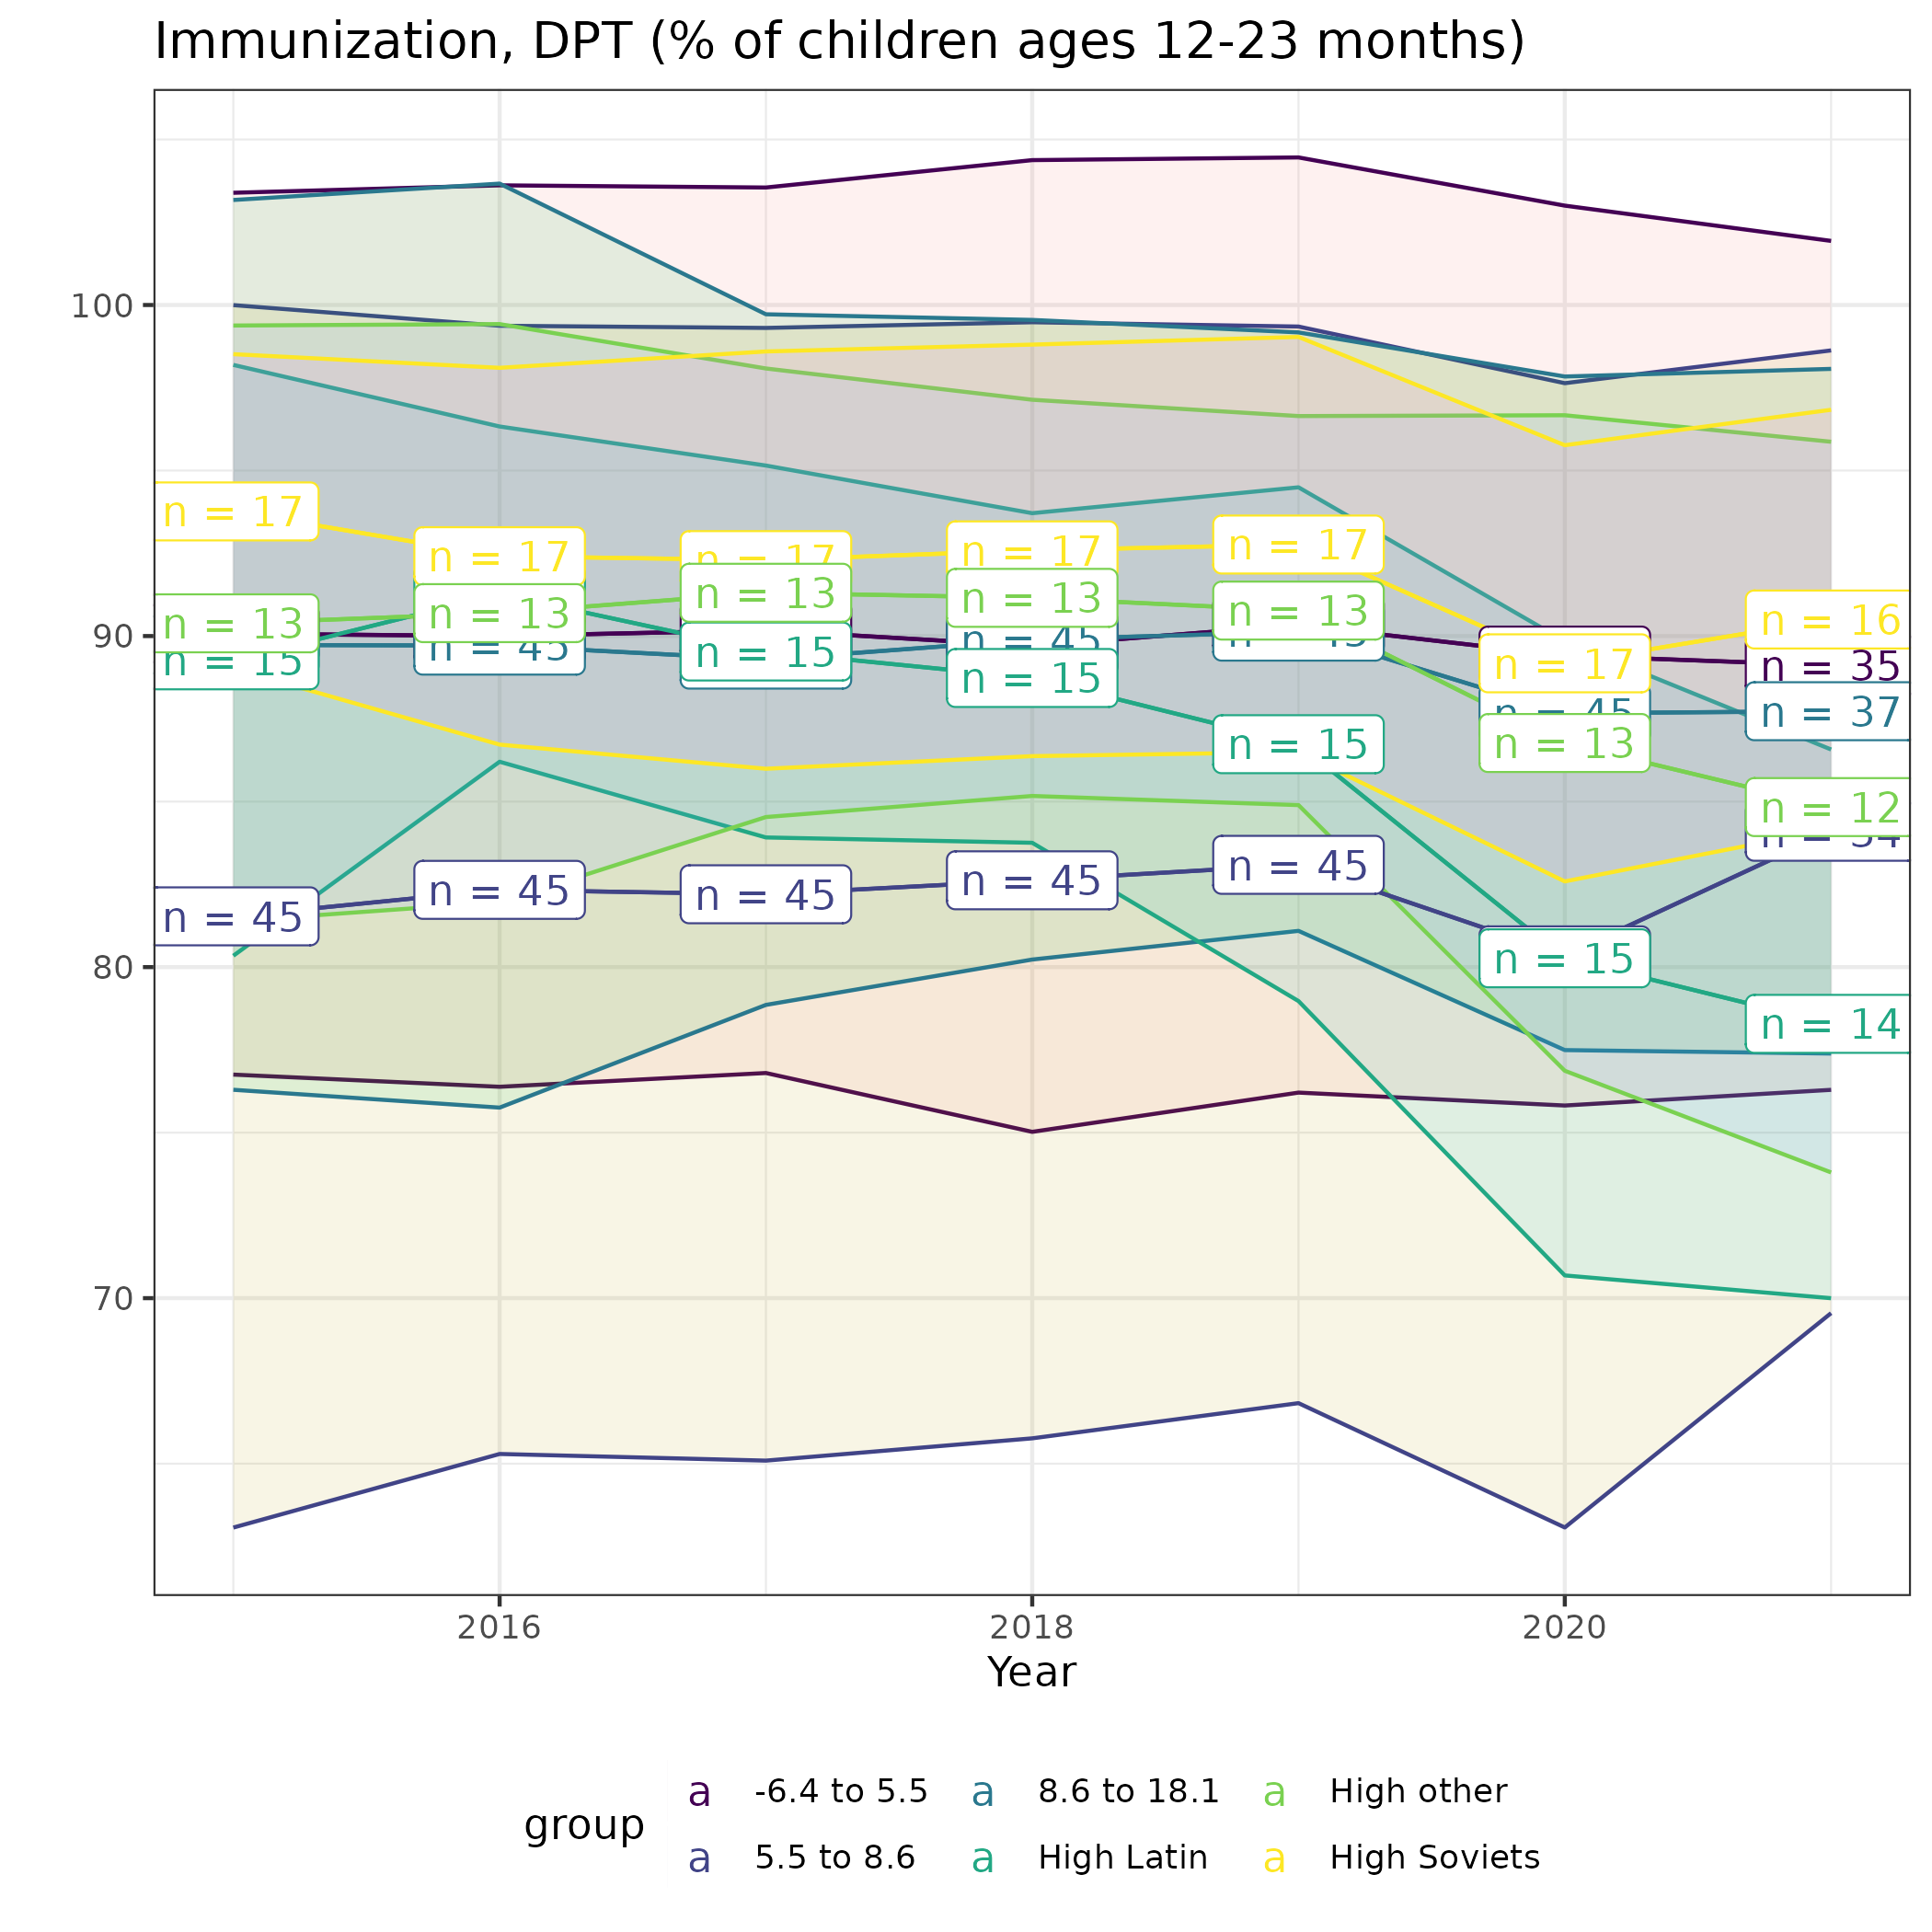 Immunization, DPT (% of children ages 12-23 months)
100
90
80
70
n = 17
n = 13
n = 15
n = 45
n = 17
n = 13
n = 45
n = 45
n = 17
n = 13
n = 15
n = 45
n = 17
n = 13
n = 45
n = 15
n = 45
n = 17
n = 13
n = 15
n = 45
n = 17
n = 45
n = 13
n = 15
n = 16
n = 35
n = 37
n = 12
n = 34
n = 14
2016
2018
2020
Year
group
a -6.4 to 5.5
a 8.6 to 18.1
a High other
a 5.5 to 8.6
a High Latin
a High Soviets